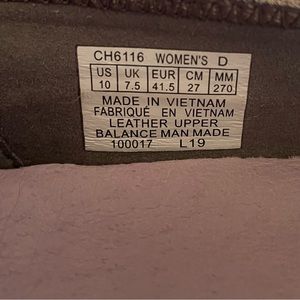 CH6116 WOMEN'S D
US UK EUR CM MM
10 7.5 41.5 27 270
MADE IN VIETNAM
FABRIQUÉ EN VIETNAM
LEATHER UPPER
BALANCE MAN MADE
100017 L19